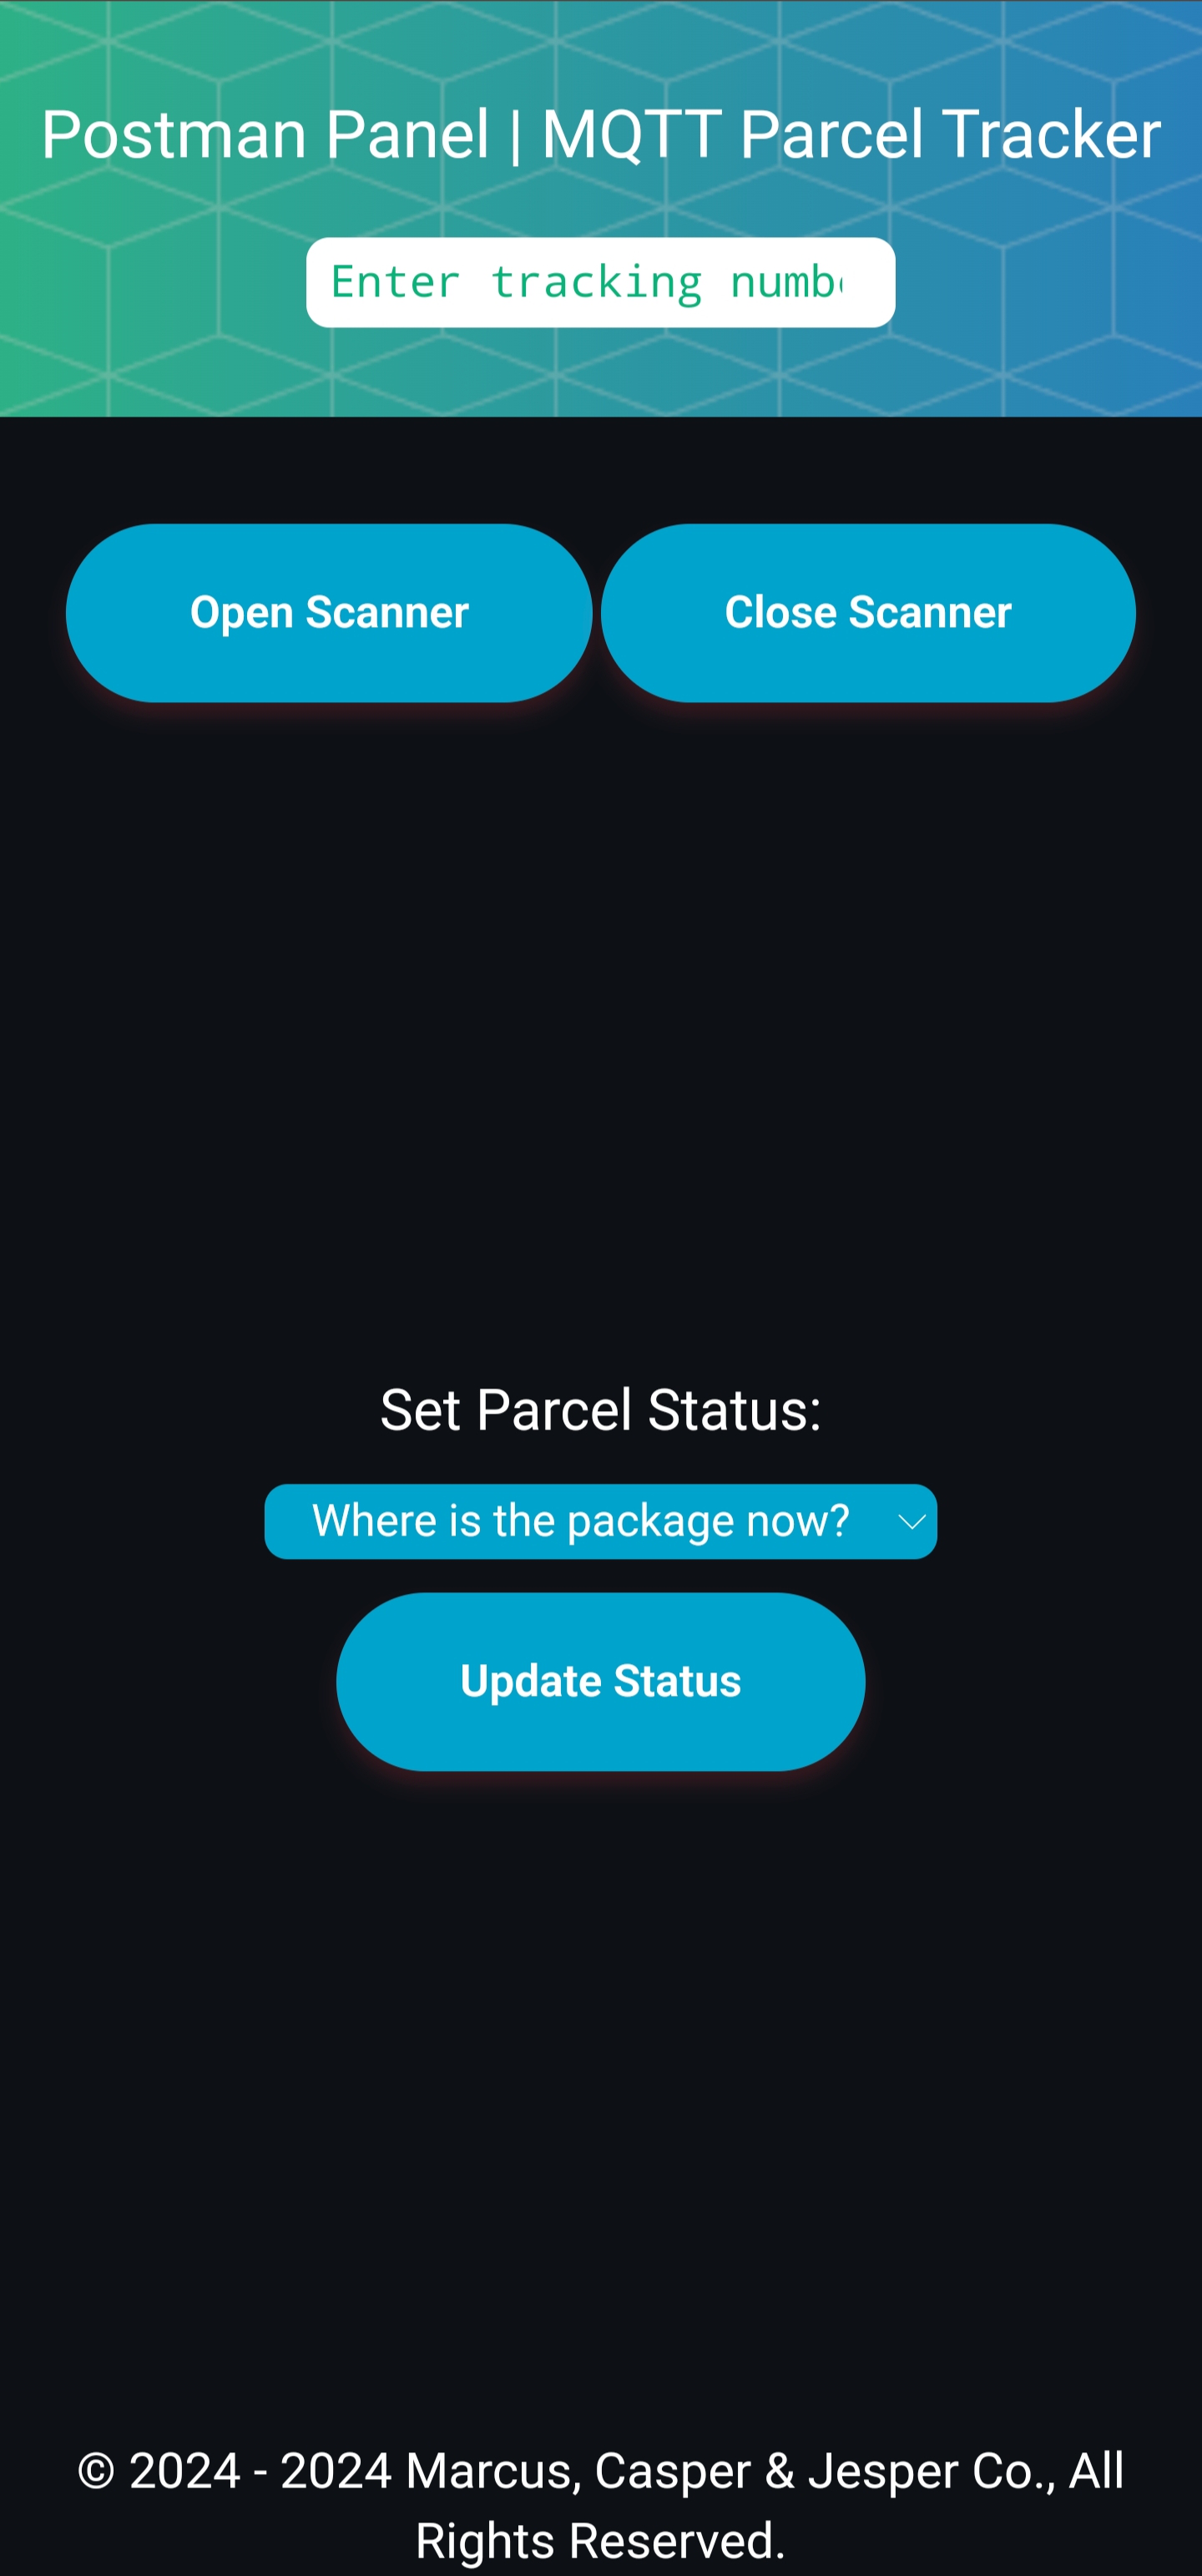 Postman Panel | MQTT Parcel Tracker
Enter tracking numb
Open Scanner
Close Scanner
Set Parcel Status:
Where is the package now?
Update Status
© 2024 - 2024 Marcus, Casper & Jesper Co., All
Rights Reserved.